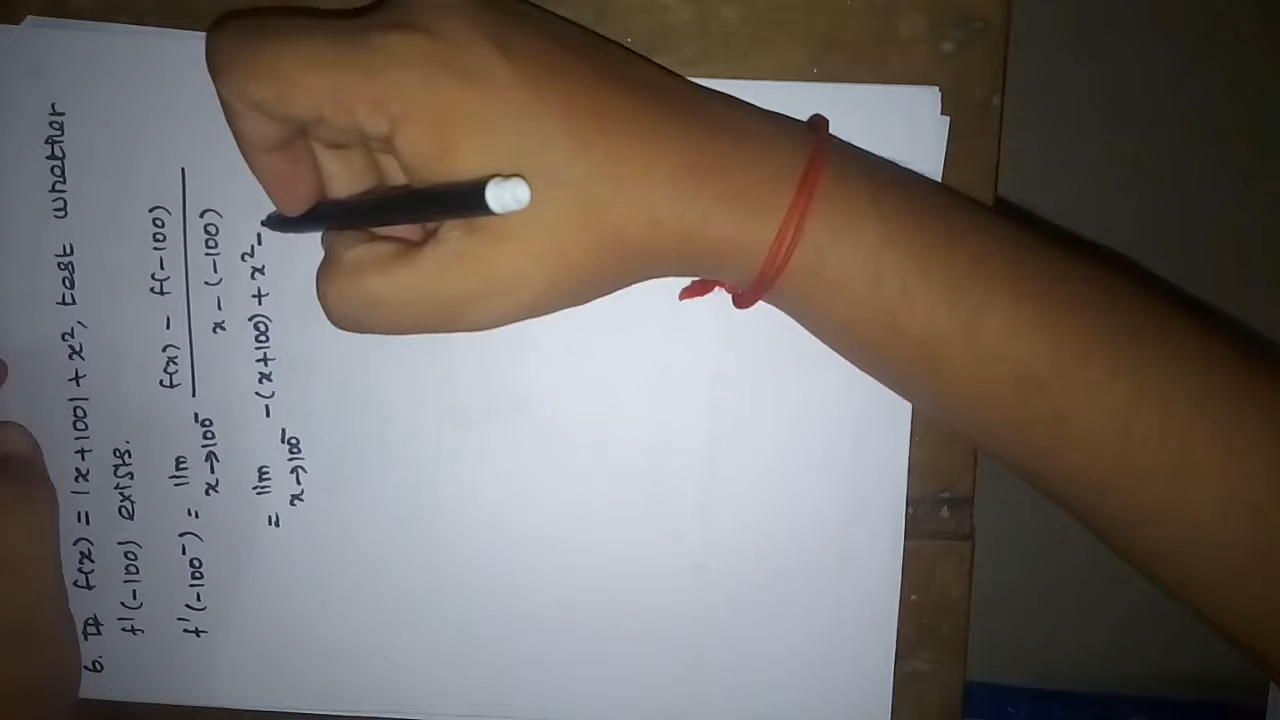 6. If f(x) = |x+100| + x², test whether
f'(-100) exists.
f'(-100⁻) = lim x→100⁻ f(x) - f(-100) / x - (-100)
= lim x→100⁻ -(x+100) + x² -